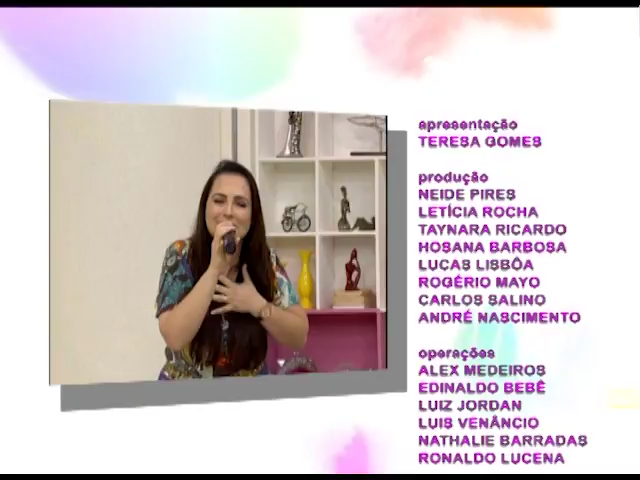 apresentação
TERESA GOMES
produção
NEIDE PIRES
LETÍCIA ROCHA
TAYNARA RICARDO
HOSANA BARBOSA
LUCAS LISBÔA
ROGÉRIO MAYO
CARLOS SALINO
ANDRÉ NASCIMENTO
operações
ALEX MEDEIROS
EDINALDO BEBÊ
LUIZ JORDAN
LUIS VENÂNCIO
NATHALIE BARRADAS
RONALDO LUCENA